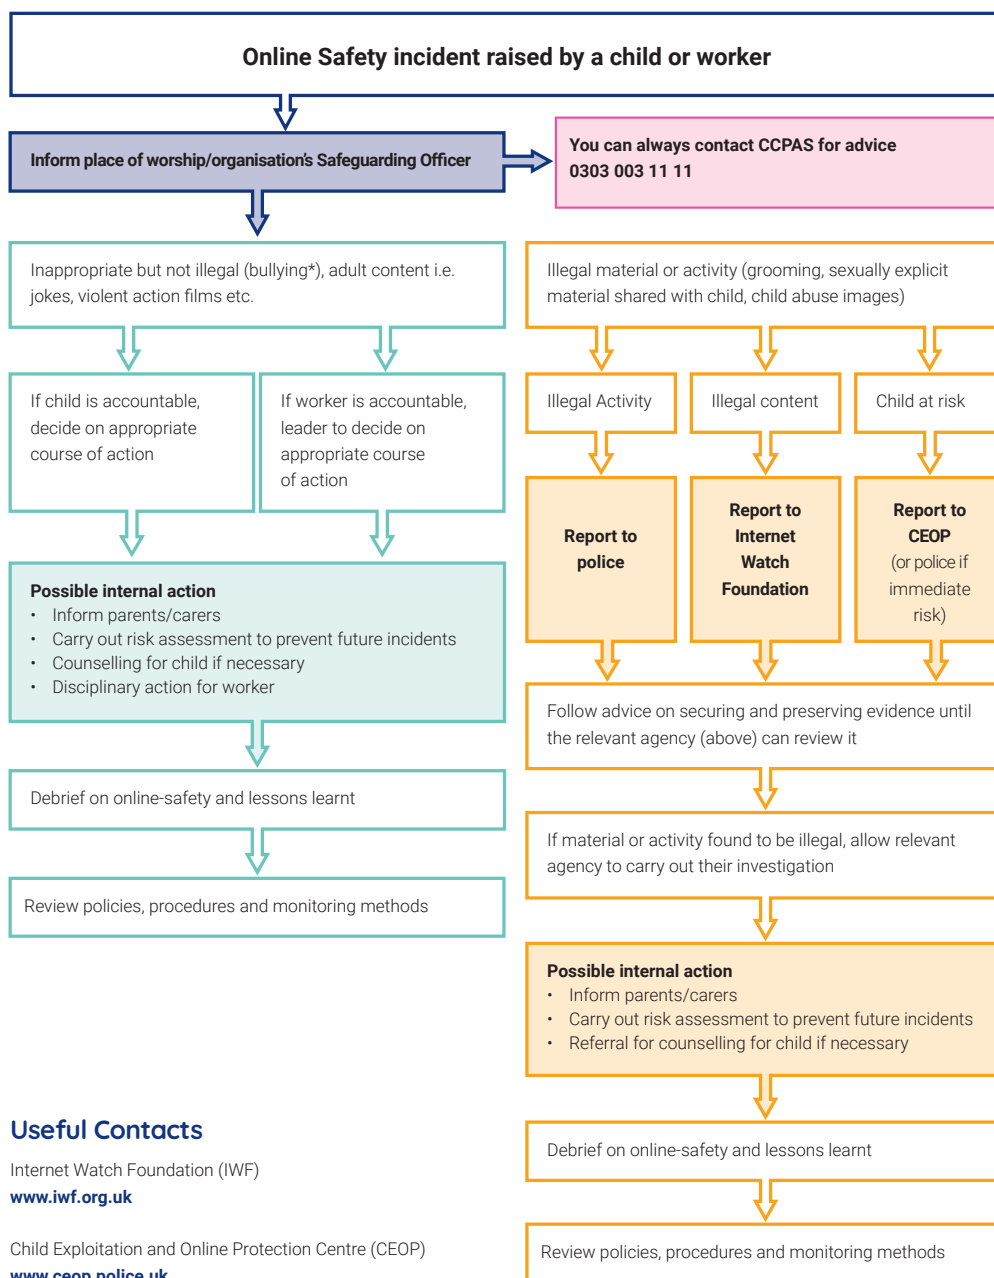 Online Safety incident raised by a child or worker
Inform place of worship/organisation's Safeguarding Officer
You can always contact CCPAS for advice
0303 003 11 11
Inappropriate but not illegal (bullying*), adult content i.e.
jokes, violent action films etc.
If child is accountable,
decide on appropriate
course of action
If worker is accountable,
leader to decide on
appropriate course
of action
Possible internal action
• Inform parents/carers
• Carry out risk assessment to prevent future incidents
• Counselling for child if necessary
• Disciplinary action for worker
Debrief on online-safety and lessons learnt
Review policies, procedures and monitoring methods
Illegal material or activity (grooming, sexually explicit
material shared with child, child abuse images)
Illegal Activity
Illegal content
Child at risk
Report to
police
Report to
Internet
Watch
Foundation
Report to
CEOP
(or police if
immediate
risk)
Follow advice on securing and preserving evidence until
the relevant agency (above) can review it
If material or activity found to be illegal, allow relevant
agency to carry out their investigation
Possible internal action
• Inform parents/carers
• Carry out risk assessment to prevent future incidents
• Referral for counselling for child if necessary
Debrief on online-safety and lessons learnt
Review policies, procedures and monitoring methods
Useful Contacts
Internet Watch Foundation (IWF)
www.iwf.org.uk
Child Exploitation and Online Protection Centre (CEOP)
www.ceop.police.uk